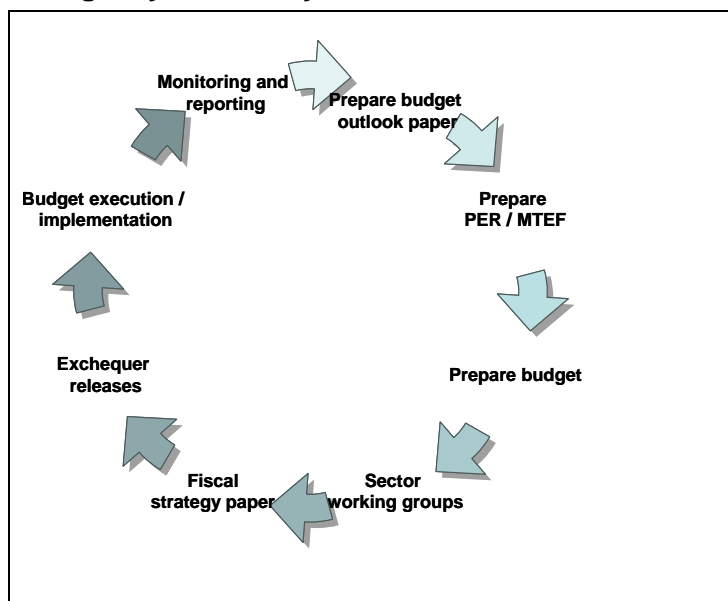 Monitoring and
reporting
Prepare budget
outlook paper
Prepare
PER / MTEF
Prepare budget
Sector
working groups
Fiscal
strategy paper
Exchequer
releases
Budget execution /
implementation